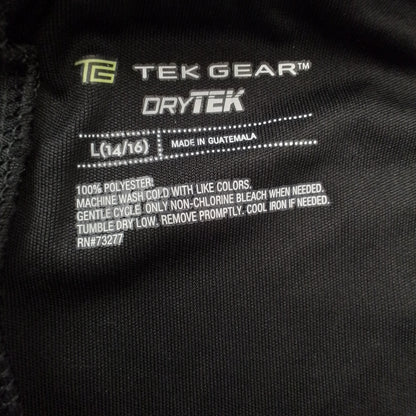 TG TEK GEAR™
DRYTEK
L(14/16) MADE IN GUATEMALA
100% POLYESTER.
MACHINE WASH COLD WITH LIKE COLORS.
GENTLE CYCLE. ONLY NON-CHLORINE BLEACH WHEN NEEDED.
TUMBLE DRY LOW. REMOVE PROMPTLY. COOL IRON IF NEEDED.
RN#73277